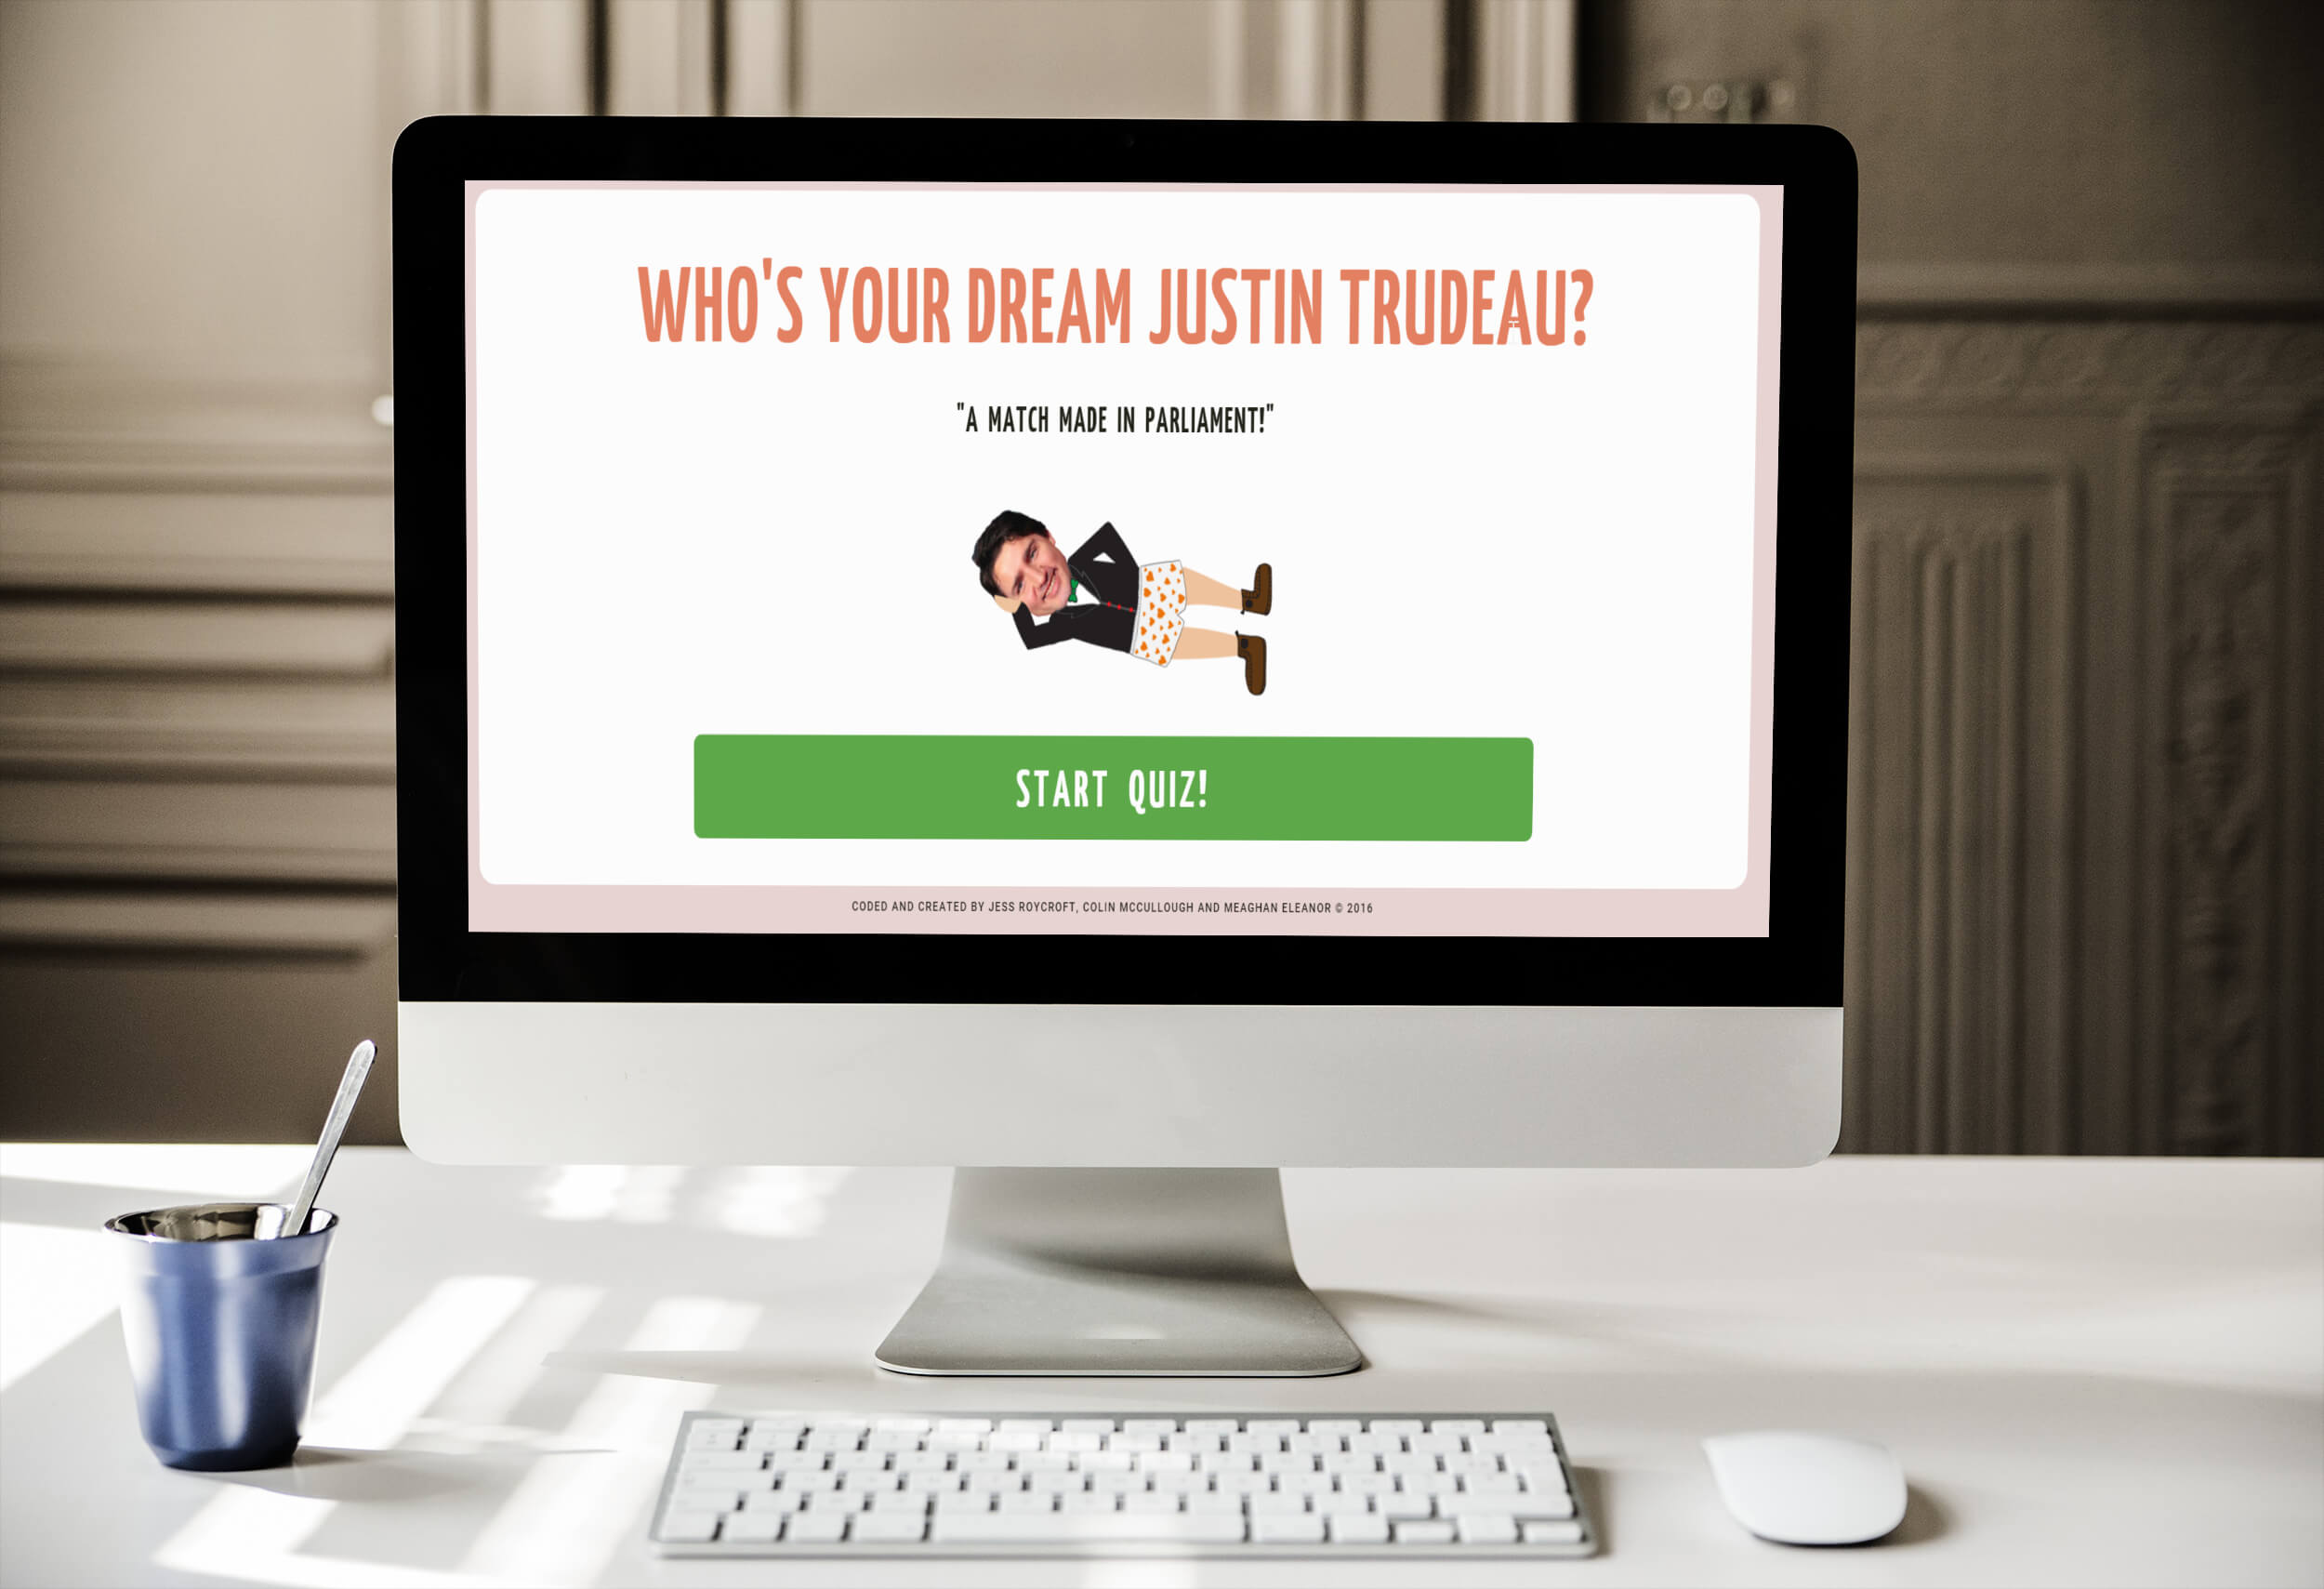 WHO'S YOUR DREAM JUSTIN TRUDEAU?
"A MATCH MADE IN PARLIAMENT!"
START QUIZ!
CODED AND CREATED BY JESS ROYCROFT, COLIN MCCULLOUGH AND MEAGHAN ELEANOR © 2016